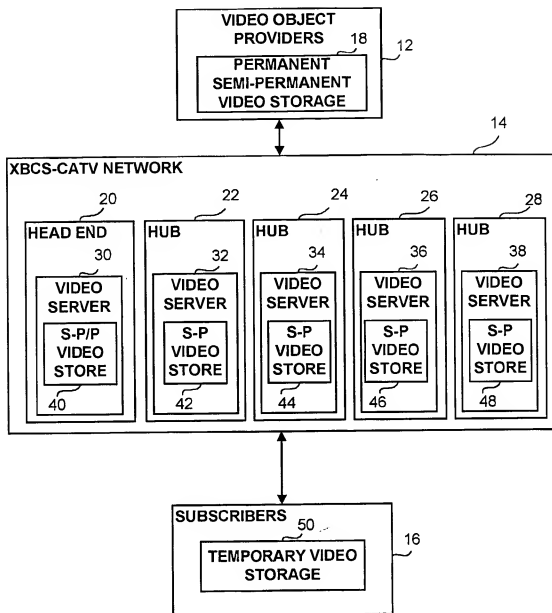 VIDEO OBJECT
PROVIDERS
18
12
PERMANENT
SEMI-PERMANENT
VIDEO STORAGE
14
XBCS-CATV NETWORK
20
22
24
26
28
HEAD END
HUB
HUB
HUB
HUB
30
32
34
36
38
VIDEO
SERVER
VIDEO
SERVER
VIDEO
SERVER
VIDEO
SERVER
VIDEO
SERVER
S-P/P
VIDEO
STORE
S-P
VIDEO
STORE
S-P
VIDEO
STORE
S-P
VIDEO
STORE
S-P
VIDEO
STORE
40
42
44
46
48
SUBSCRIBERS
50
16
TEMPORARY VIDEO
STORAGE